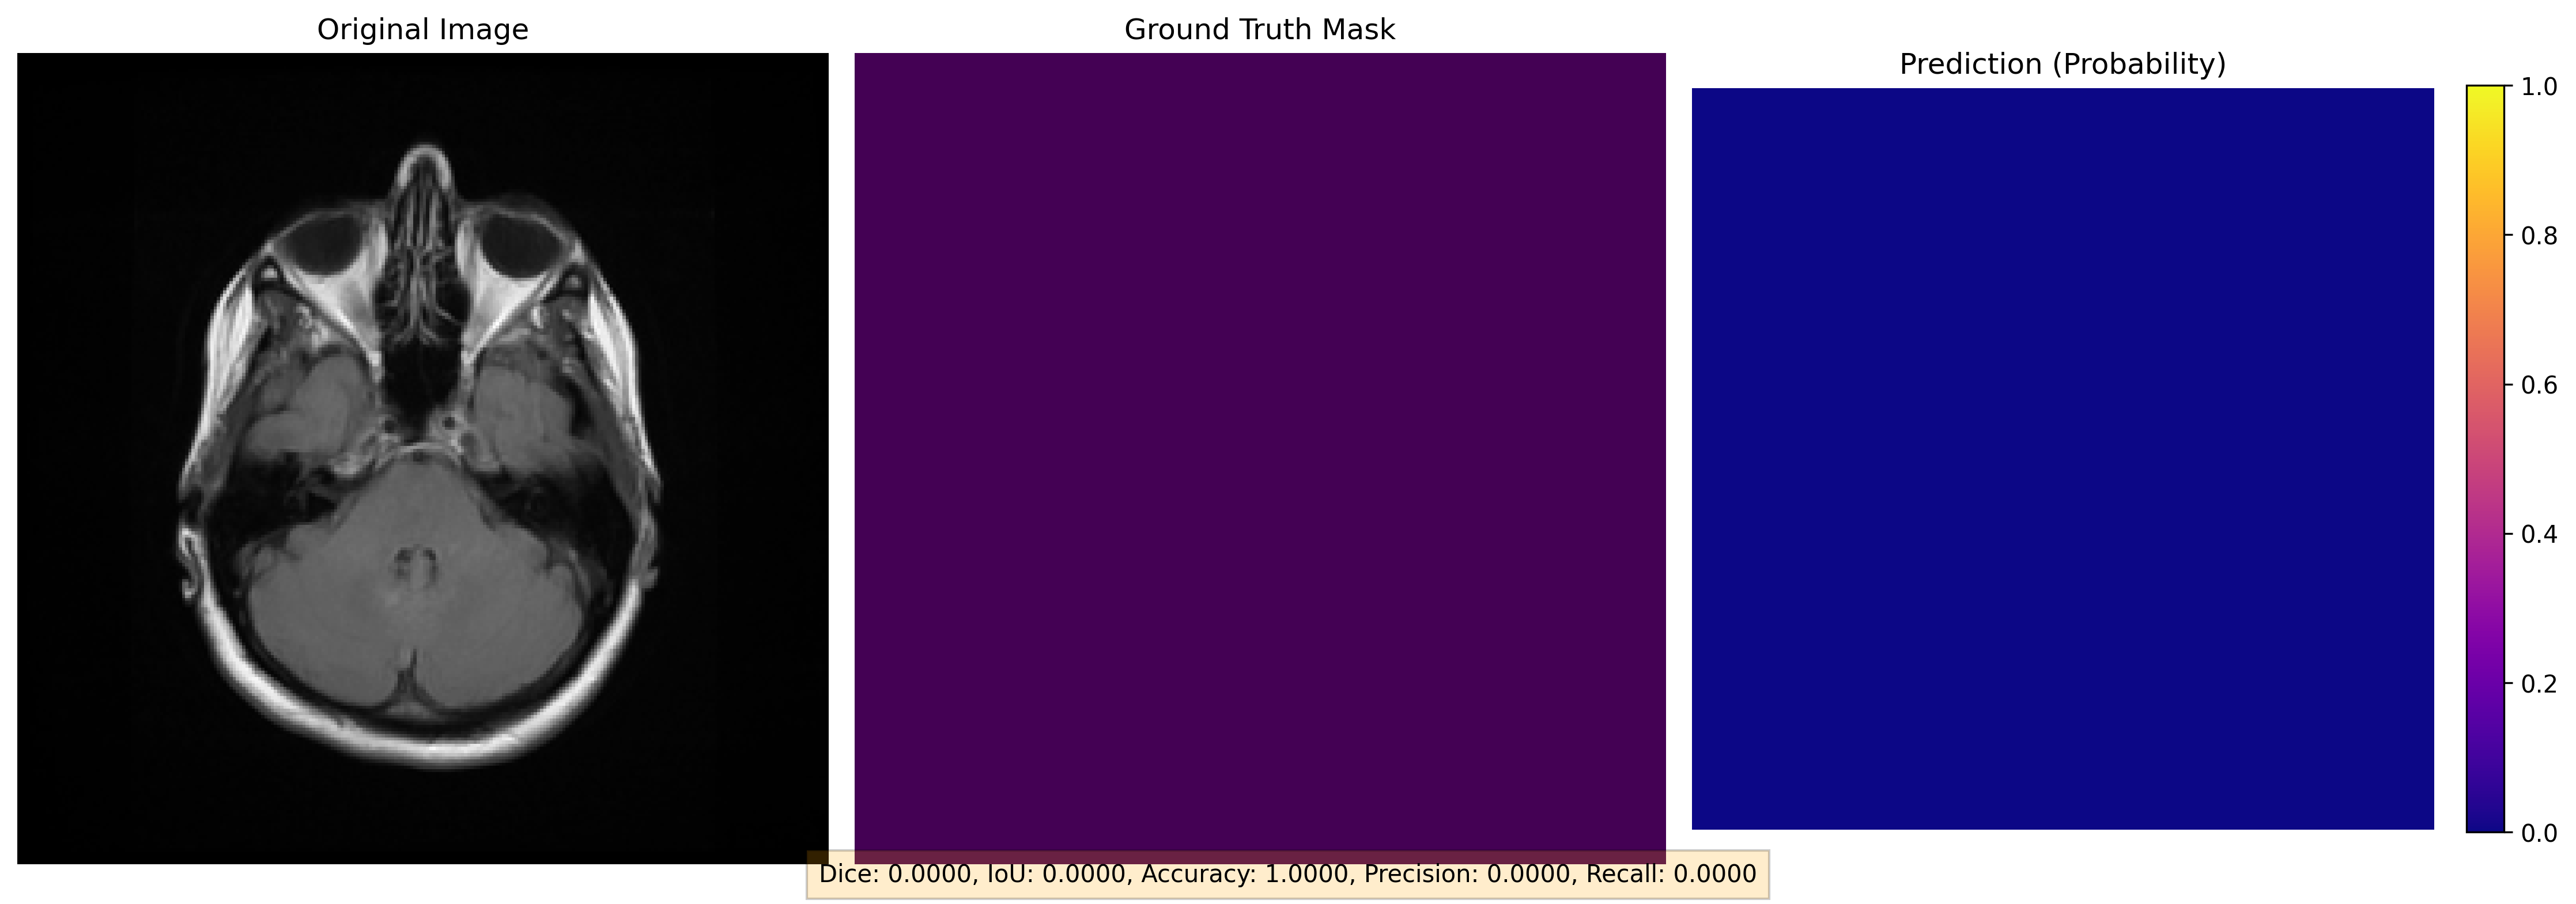 Original Image
Ground Truth Mask
Prediction (Probability)
1.0
0.8
0.6
0.4
0.2
0.0
Dice: 0.0000, IoU: 0.0000, Accuracy: 1.0000, Precision: 0.0000, Recall: 0.0000